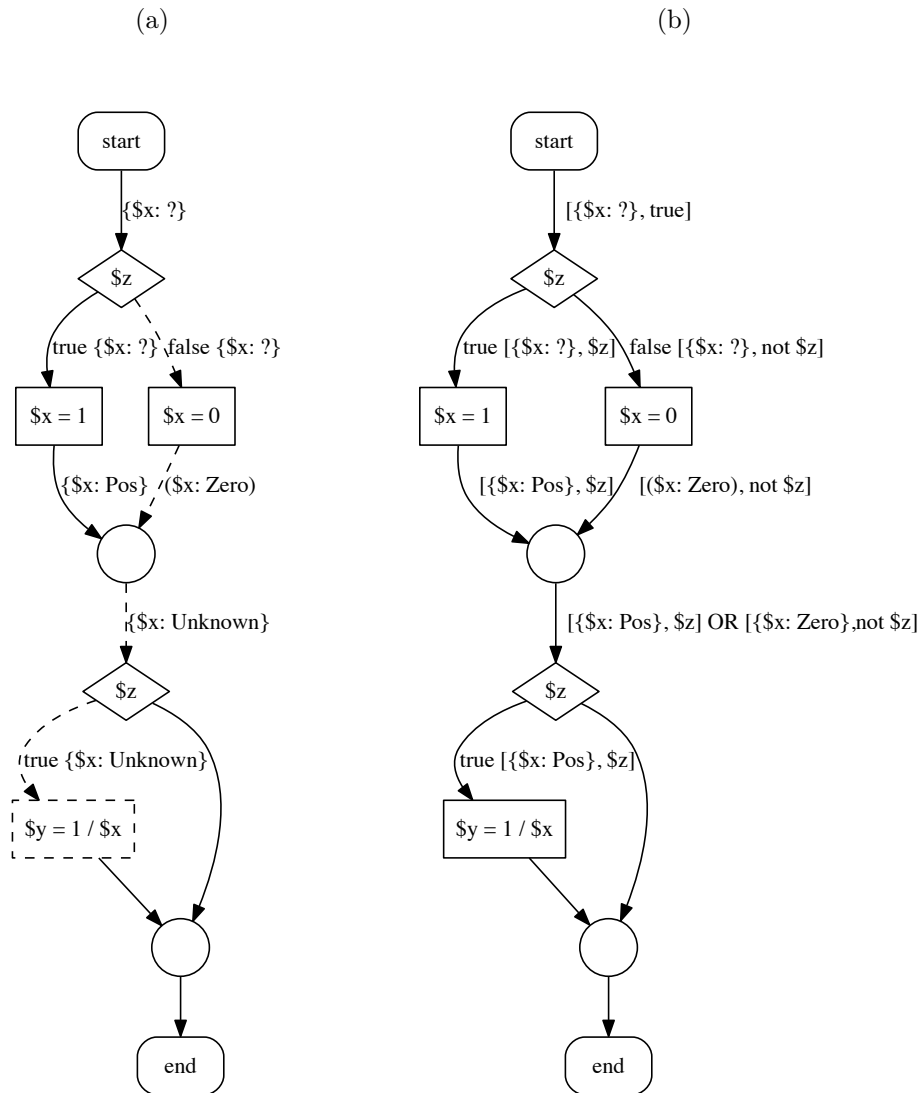 (a)
start
{$x: ?}
$z
true {$x: ?}
false {$x: ?}
$x = 1
$x = 0
{$x: Pos}
($x: Zero)
{$x: Unknown}
$z
true {$x: Unknown}
$y = 1 / $x
end
(b)
start
[{$x: ?}, true]
$z
true [{$x: ?}, $z]
false [{$x: ?}, not $z]
$x = 1
$x = 0
[{$x: Pos}, $z]
[($x: Zero), not $z]
[{$x: Pos}, $z] OR [{$x: Zero},not $z]
$z
true [{$x: Pos}, $z]
$y = 1 / $x
end